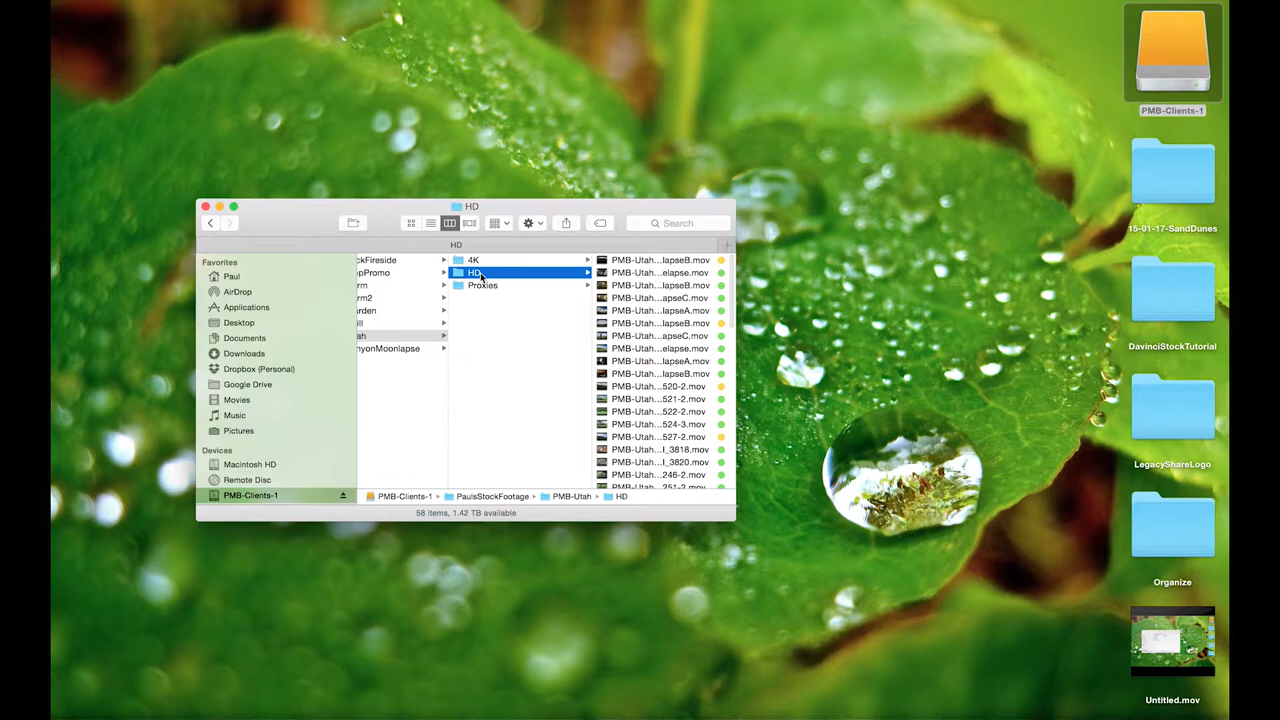 PMB-Clients-1
15-01-17-SandDunes
DavinciStockTutorial
LegacyShareLogo
Organize
Untitled.mov
HD
Search
HD
Favorites
Paul
AirDrop
Applications
Desktop
Documents
Downloads
Dropbox (Personal)
Google Drive
Movies
Music
Pictures
Devices
Macintosh HD
Remote Disc
PMB-Clients-1
ckFireside
pPromo
rm
rm2
arden
ill
ah
nyonMoonlapse
4K
HD
Proxies
PMB-Utah...lapseB.mov
PMB-Utah...elapse.mov
PMB-Utah...lapseB.mov
PMB-Utah...apseC.mov
PMB-Utah...lapseA.mov
PMB-Utah...lapseB.mov
PMB-Utah...apseC.mov
PMB-Utah...elapse.mov
PMB-Utah...lapseA.mov
PMB-Utah...lapseB.mov
PMB-Utah...520-2.mov
PMB-Utah...521-2.mov
PMB-Utah...522-2.mov
PMB-Utah...524-3.mov
PMB-Utah...527-2.mov
PMB-Utah...I_3818.mov
PMB-Utah...I_3820.mov
PMB-Utah...246-2.mov
PMB-Utah...251-2.mov
PMB-Clients-1 PaulsStockFootage PMB-Utah HD
58 items, 1.42 TB available